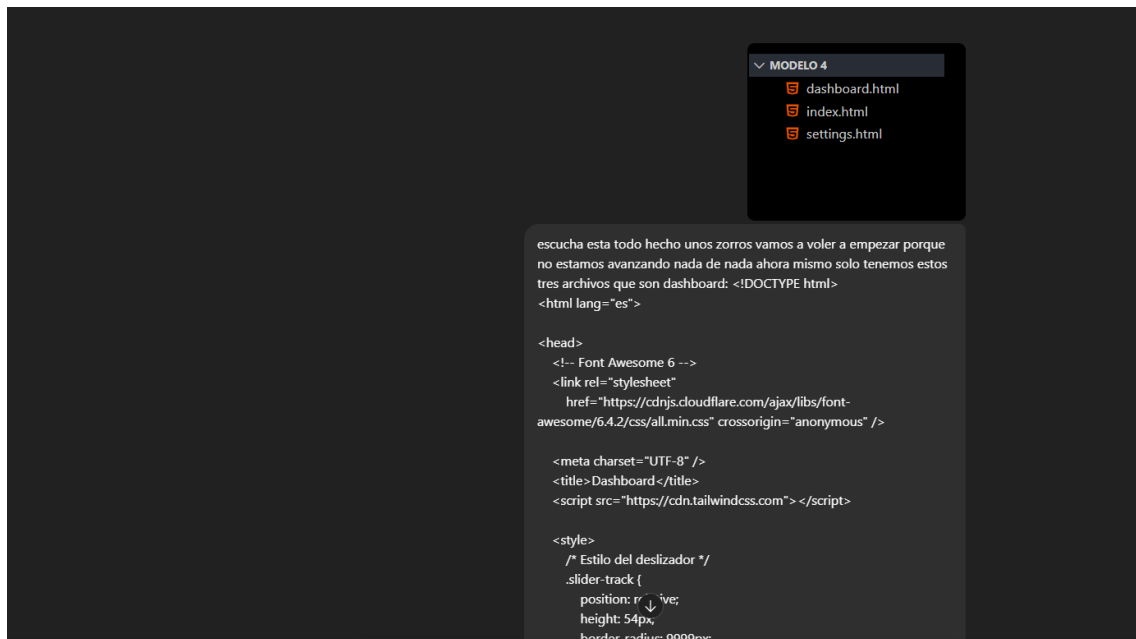 MODELO 4
dashboard.html
index.html
settings.html
escucha esta todo hecho unos zorros vamos a voler a empezar porque
no estamos avanzando nada de nada ahora mismo solo tenemos estos
tres archivos que son dashboard: <!DOCTYPE html>
<html lang="es">
<head>
<!-- Font Awesome 6 -->
<link rel="stylesheet"
href="https://cdnjs.cloudflare.com/ajax/libs/font-
awesome/6.4.2/css/all.min.css" crossorigin="anonymous" />
<meta charset="UTF-8" />
<title>Dashboard</title>
<script src="https://cdn.tailwindcss.com"></script>
<style>
/* Estilo del deslizador */
.slider-track {
position: relative;
height: 54px;
border-radius: 9999px;